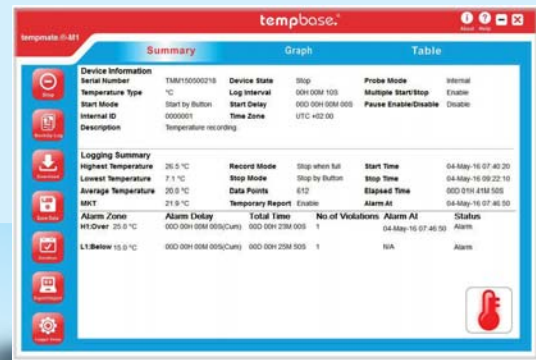 tempbase.
tempmate.®-M1
About Help
Summary Graph Table
Device Information
Serial Number TMM150500218 Device State Stop Probe Mode Internal
Temperature Type °C Log Interval 00H 00M 10S Multiple Start/Stop Enable
Start Mode Start by Button Start Delay 00D 00H 00M 00S Pause Enable/Disable Disable
Internal ID 0000001 Time Zone UTC +02:00
Description Temperature recording
Logging Summary
Highest Temperature 26.5 °C Record Mode Stop when full Start Time 04-May-16 07:40:20
Lowest Temperature 7.1 °C Stop Mode Stop by Button Stop Time 04-May-16 09:22:10
Average Temperature 20.0 °C Data Points 612 Elapsed Time 00D 01H 41M 50S
MKT 21.9 °C Temporary Report Enable Alarm At 04-May-16 07:46:50
Alarm Zone Alarm Delay Total Time No.of Violations Alarm At Status
H1:Over 25.0 °C 00D 00H 00M 00S(Cum) 00D 00H 23M 00S 1 04-May-16 07:46:50 Alarm
L1:Below 15.0 °C 00D 00H 00M 00S(Cum) 00D 00H 25M 50S 1 N/A Alarm
Stop
Download
Save Data